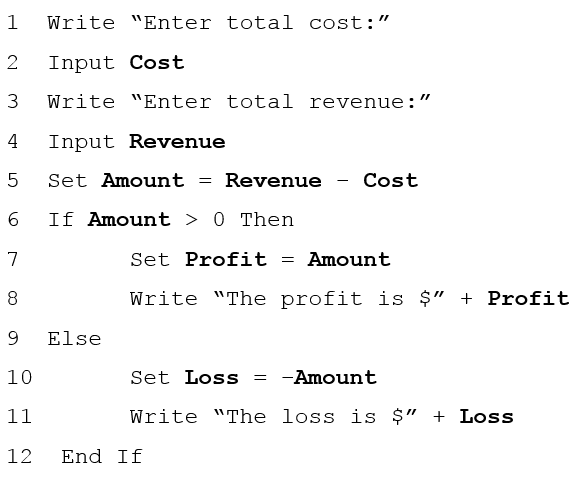 1 Write “Enter total cost:”
2 Input Cost
3 Write “Enter total revenue:”
4 Input Revenue
5 Set Amount = Revenue − Cost
6 If Amount > 0 Then
7 Set Profit = Amount
8 Write “The profit is $” + Profit
9 Else
10 Set Loss = −Amount
11 Write “The loss is $” + Loss
12 End If